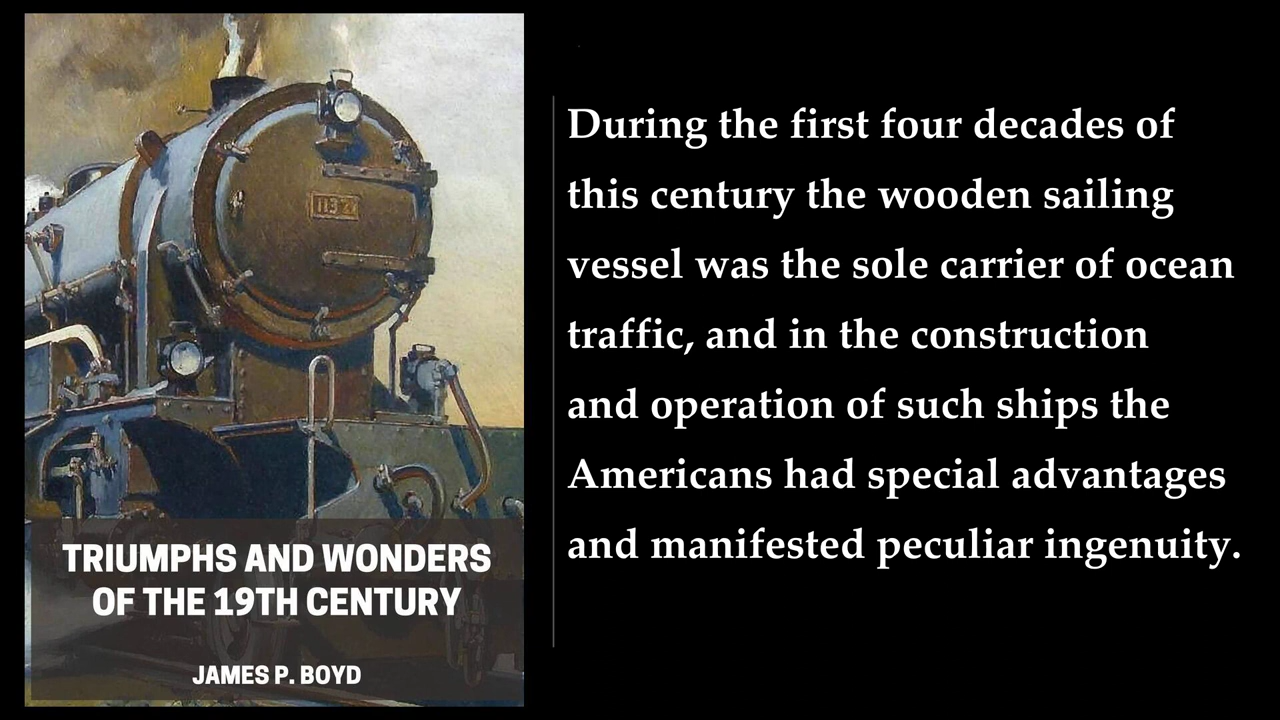 1132
TRIUMPHS AND WONDERS
OF THE 19TH CENTURY
JAMES P. BOYD
During the first four decades of
this century the wooden sailing
vessel was the sole carrier of ocean
traffic, and in the construction
and operation of such ships the
Americans had special advantages
and manifested peculiar ingenuity.